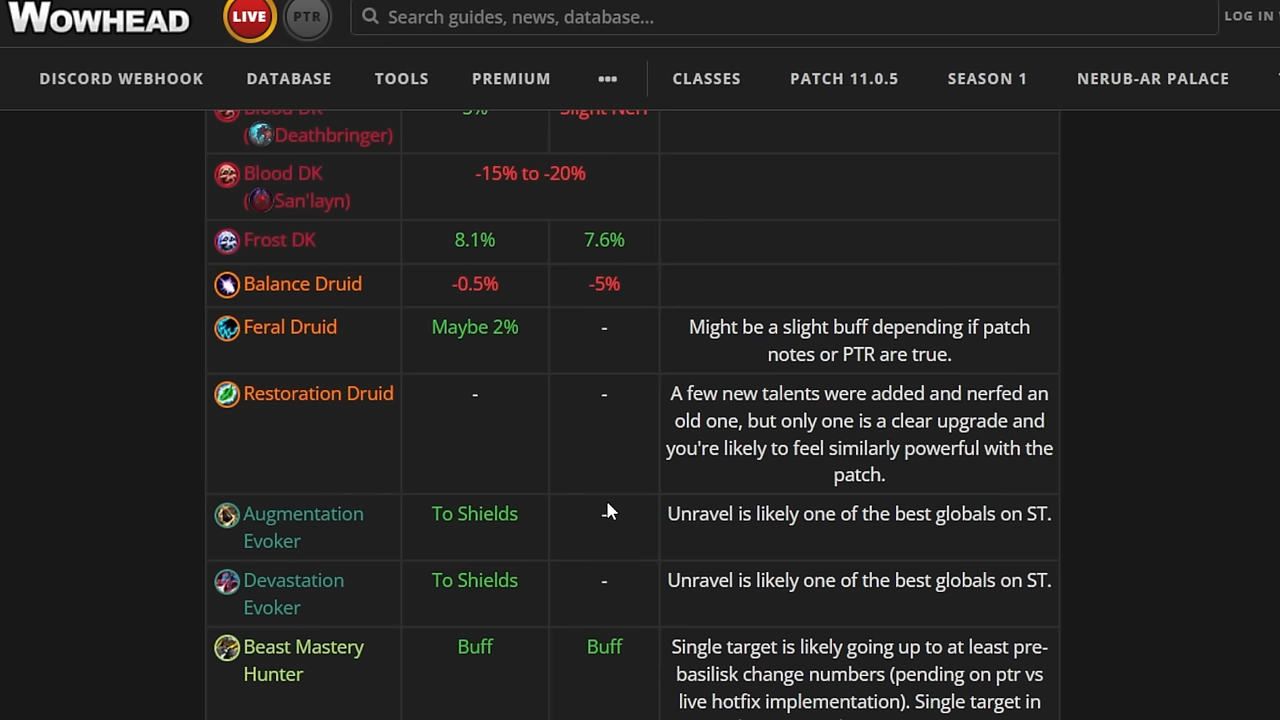 WOWHEAD
LIVE
PTR
Search guides, news, database...
LOG IN
DISCORD WEBHOOK
DATABASE
TOOLS
PREMIUM
•••
CLASSES
PATCH 11.0.5
SEASON 1
NERUB-AR PALACE
Blood DK
(Deathbringer)
Slight Nerf
Blood DK
(San'layn)
-15% to -20%
Frost DK
8.1%
7.6%
Balance Druid
-0.5%
-5%
Feral Druid
Maybe 2%
-
Might be a slight buff depending if patch
notes or PTR are true.
Restoration Druid
-
-
A few new talents were added and nerfed an
old one, but only one is a clear upgrade and
you're likely to feel similarly powerful with the
patch.
Augmentation
Evoker
To Shields
-
Unravel is likely one of the best globals on ST.
Devastation
Evoker
To Shields
-
Unravel is likely one of the best globals on ST.
Beast Mastery
Hunter
Buff
Buff
Single target is likely going up to at least pre-
basilisk change numbers (pending on ptr vs
live hotfix implementation). Single target in